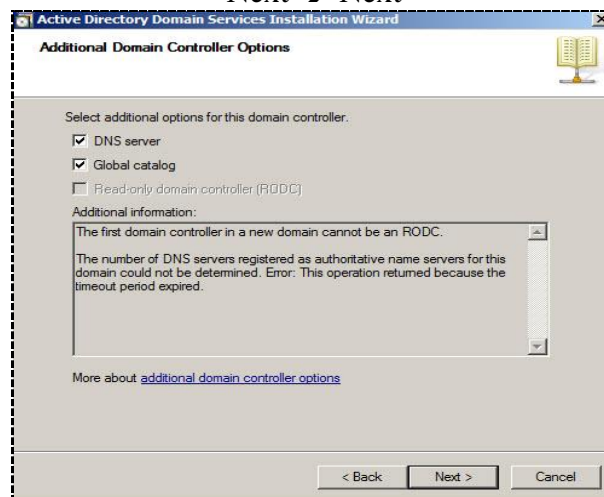 Active Directory Domain Services Installation Wizard
Additional Domain Controller Options
Select additional options for this domain controller.
DNS server
Global catalog
Read-only domain controller (RODC)
Additional information:
The first domain controller in a new domain cannot be an RODC.
The number of DNS servers registered as authoritative name servers for this
domain could not be determined. Error: This operation returned because the
timeout period expired.
More about additional domain controller options
< Back
Next >
Cancel